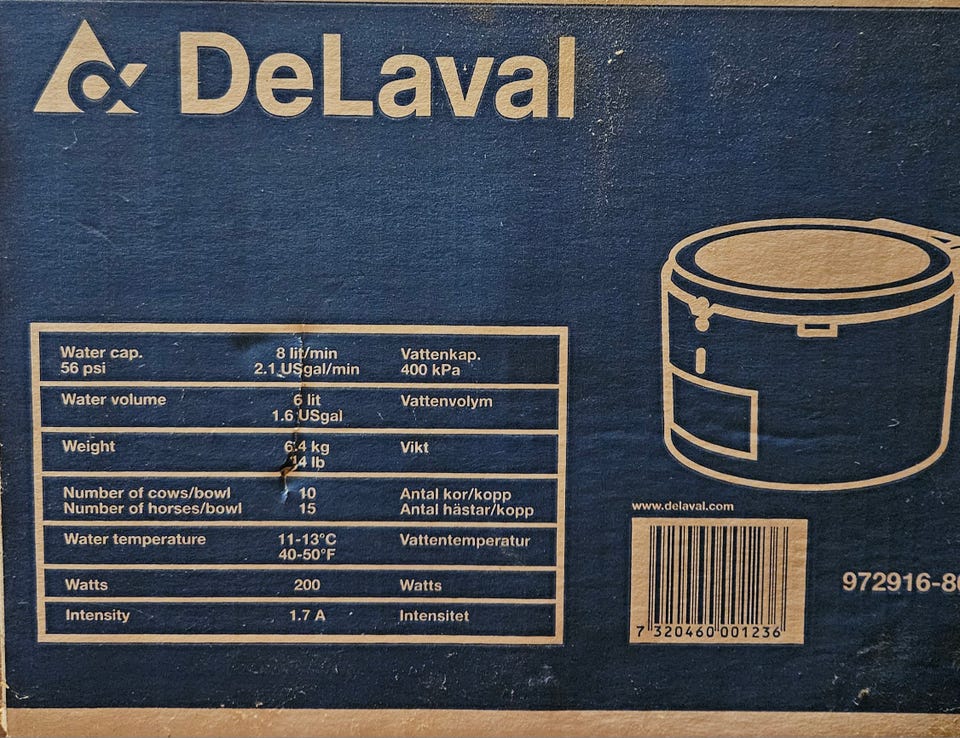 DeLaval
Water cap. 8 lit/min Vattenkap.
56 psi 2.1 USgal/min 400 kPa
Water volume 6 lit Vattenvolym
1.6 USgal
Weight 6.4 kg Vikt
14 lb
Number of cows/bowl 10 Antal kor/kopp
Number of horses/bowl 15 Antal hästar/kopp
Water temperature 11-13°C Vattentemperatur
40-50°F
Watts 200 Watts
Intensity 1.7 A Intensitet
www.delaval.com
7 320460 001236